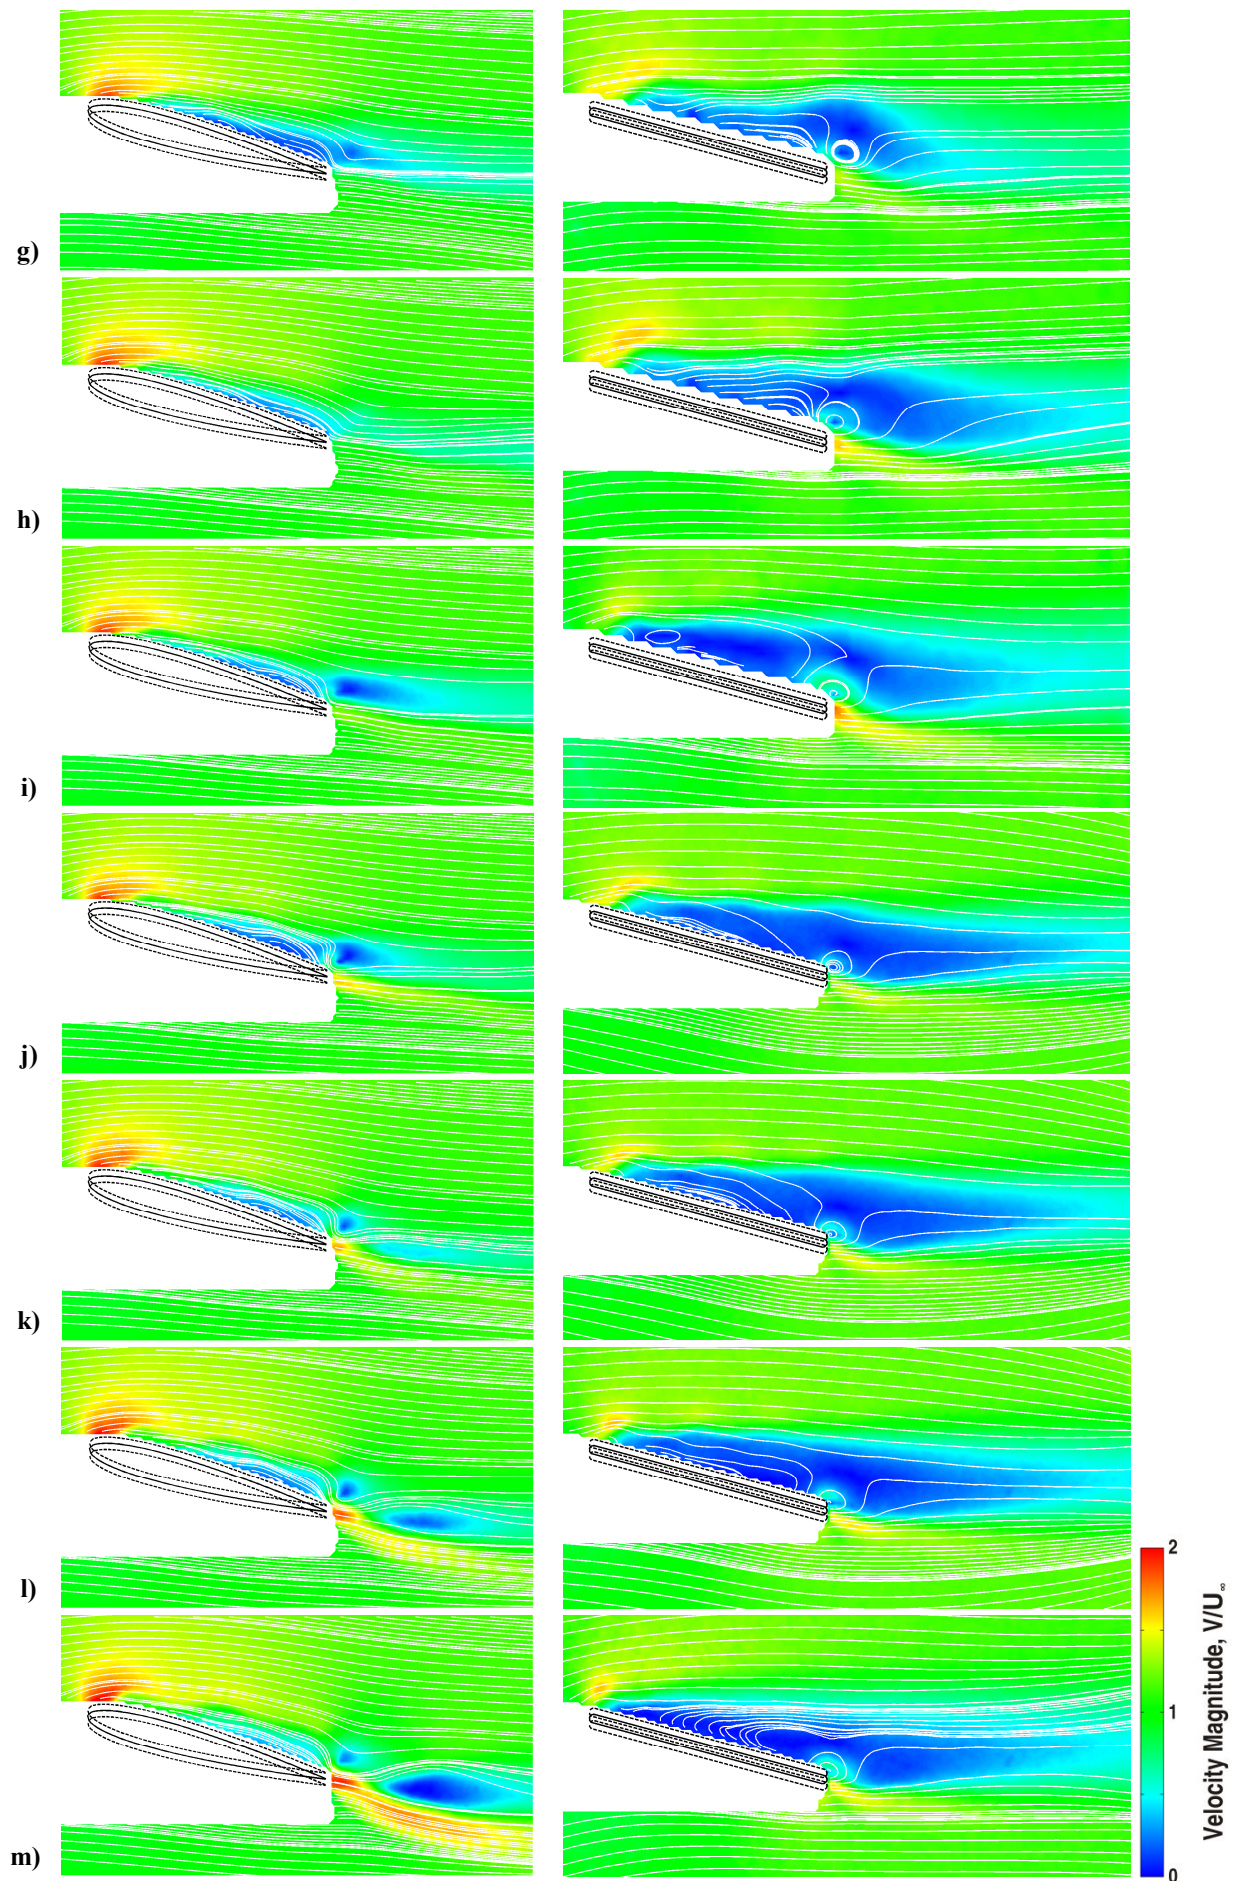 g)
h)
i)
j)
k)
l)
m)
2
1
0
Velocity Magnitude, V/U∞